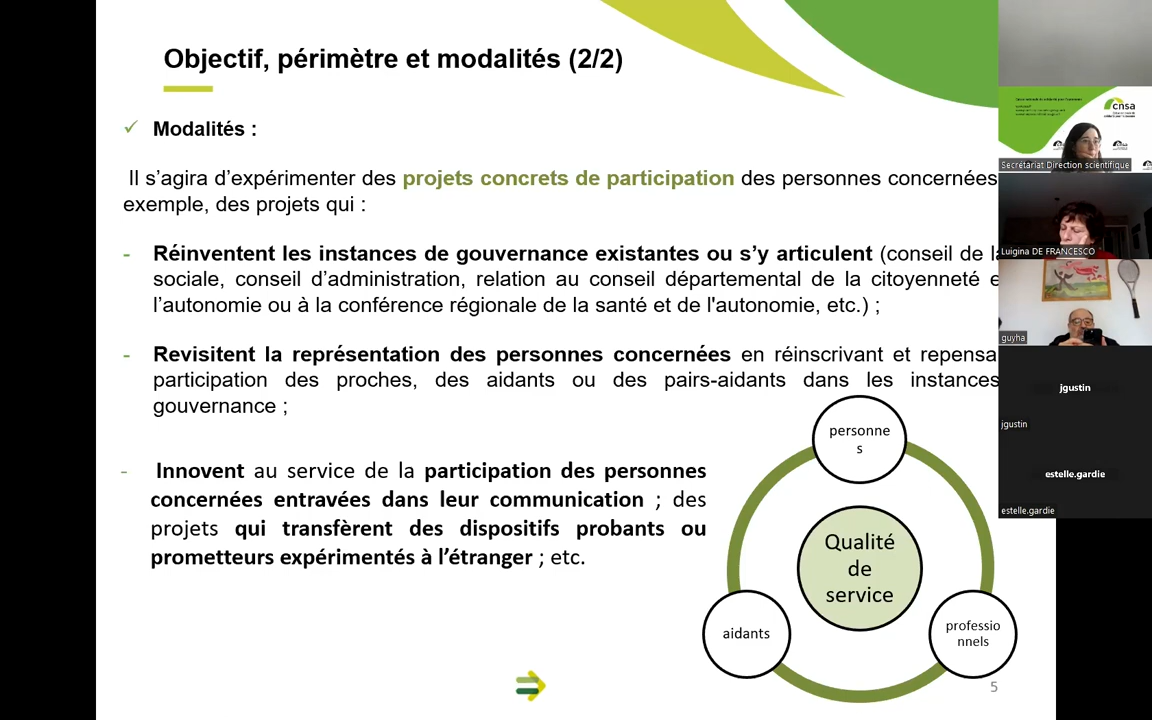 Objectif, périmètre et modalités (2/2)
✓ Modalités :
Il s’agira d’expérimenter des projets concrets de participation des personnes concernées
exemple, des projets qui :
- Réinventent les instances de gouvernance existantes ou s’y articulent (conseil de
sociale, conseil d’administration, relation au conseil départemental de la citoyenneté
l’autonomie ou à la conférence régionale de la santé et de l'autonomie, etc.) ;
- Revisitent la représentation des personnes concernées en réinscrivant et repensa
participation des proches, des aidants ou des pairs-aidants dans les instances
gouvernance ;
- Innovent au service de la participation des personnes
concernées entravées dans leur communication ; des
projets qui transfèrent des dispositifs probants ou
prometteurs expérimentés à l’étranger ; etc.
personne
s
Qualité
de
service
aidants
professio
nnels
5
cnsa
Secrétariat Direction scientifique
Luigina DE FRANCESCO
guyha
jgustin
jgustin
estelle.gardie
estelle.gardie